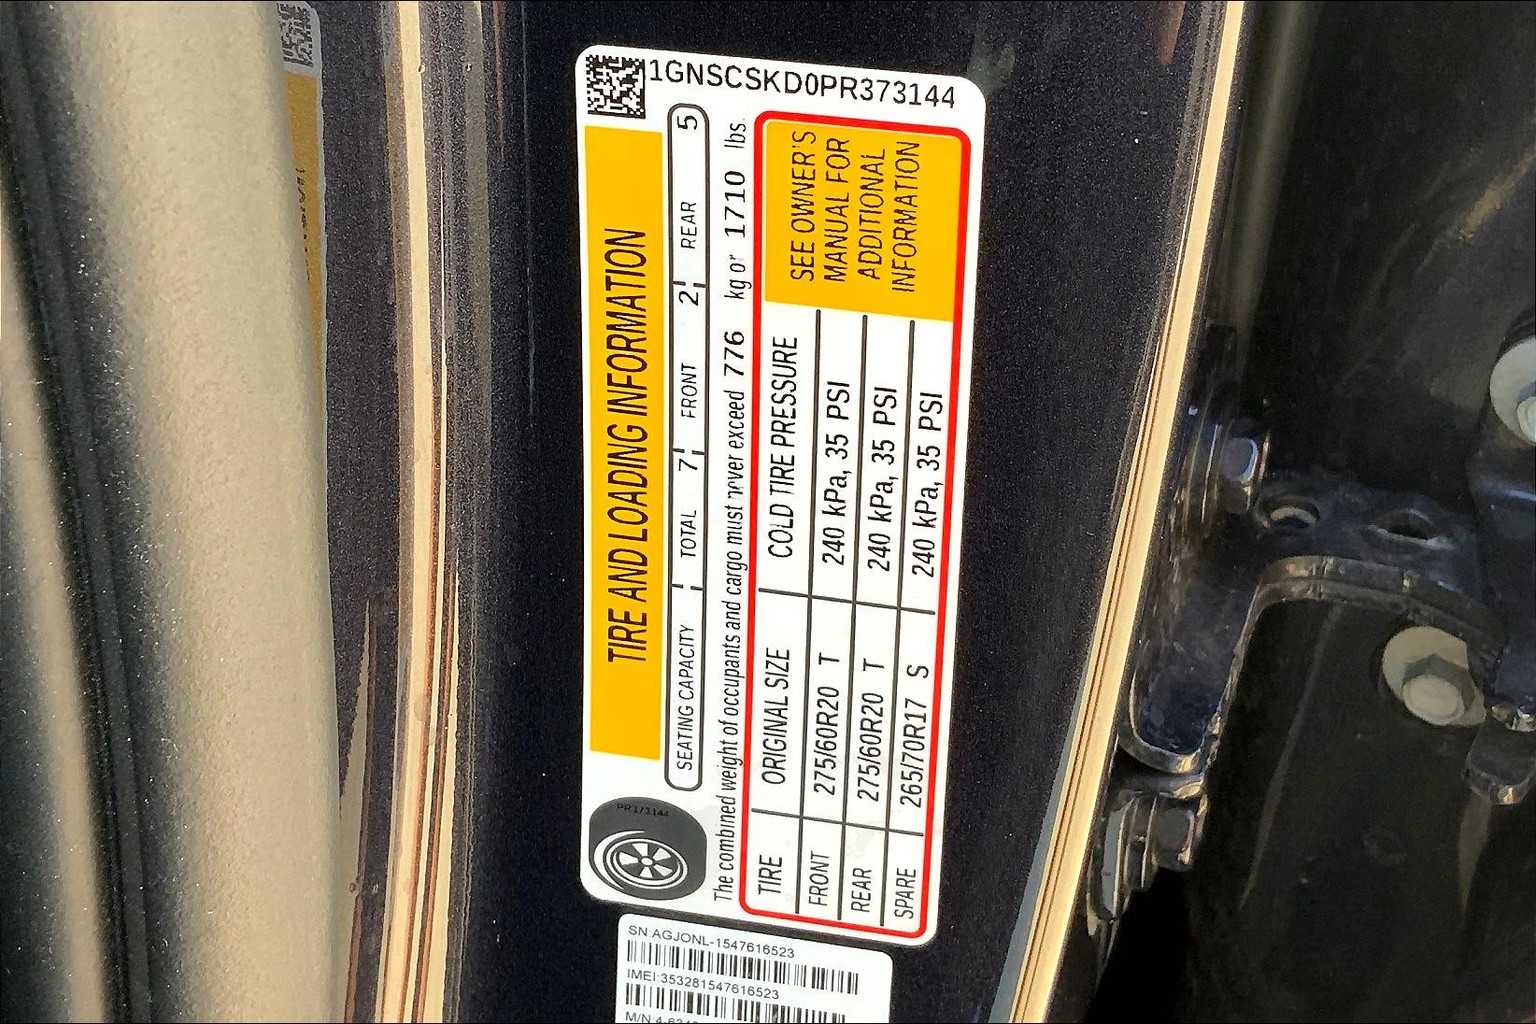 1GNSCSKD0PR373144
TIRE AND LOADING INFORMATION
SEATING CAPACITY TOTAL 7 FRONT 2 REAR 5
The combined weight of occupants and cargo must never exceed 776 kg or 1710 lbs.
TIRE ORIGINAL SIZE COLD TIRE PRESSURE
FRONT 275/60R20 T 240 kPa, 35 PSI
REAR 275/60R20 T 240 kPa, 35 PSI
SPARE 265/70R17 S 240 kPa, 35 PSI
SEE OWNER'S
MANUAL FOR
ADDITIONAL
INFORMATION
PR373144
SN:AGJONL-1547616523
IMEI:353281547616523